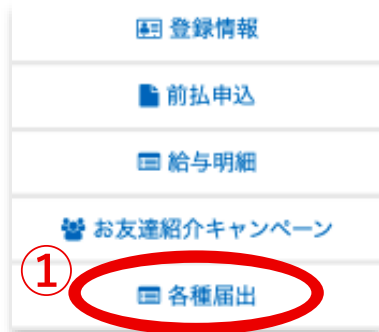 登録情報
前払申込
給与明細
お友達紹介キャンペーン
① 各種届出